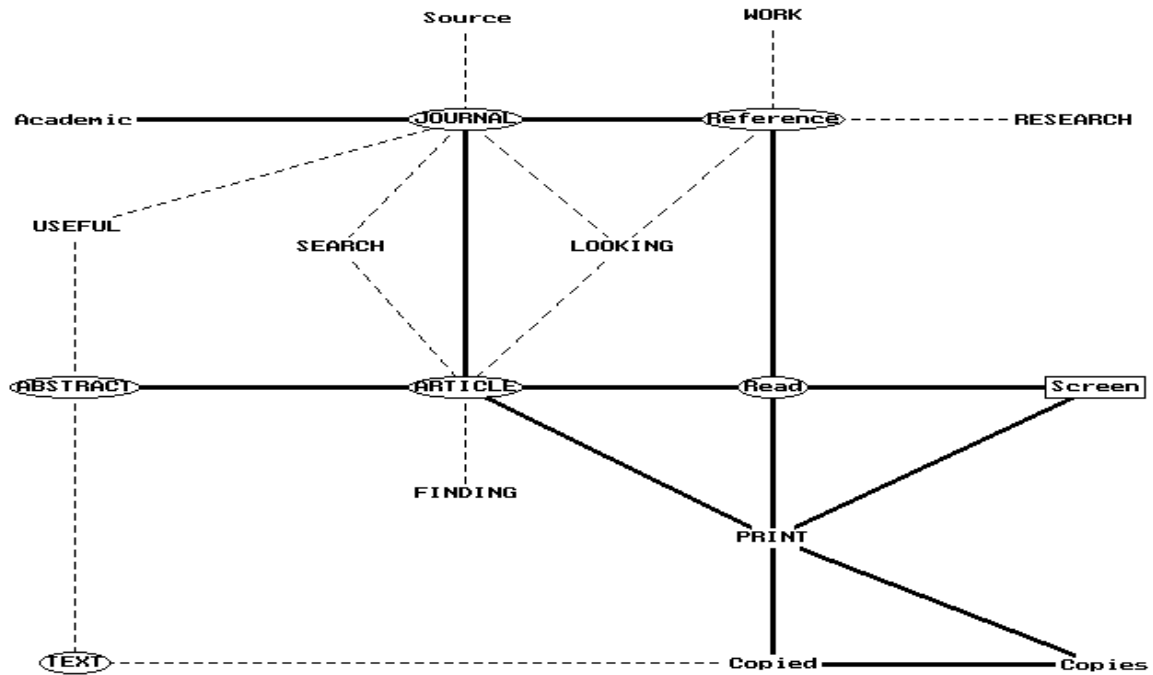 Source
WORK
Academic
JOURNAL
Reference
RESEARCH
USEFUL
SEARCH
LOOKING
ABSTRACT
ARTICLE
Read
Screen
FINDING
PRINT
TEXT
Copied
Copies